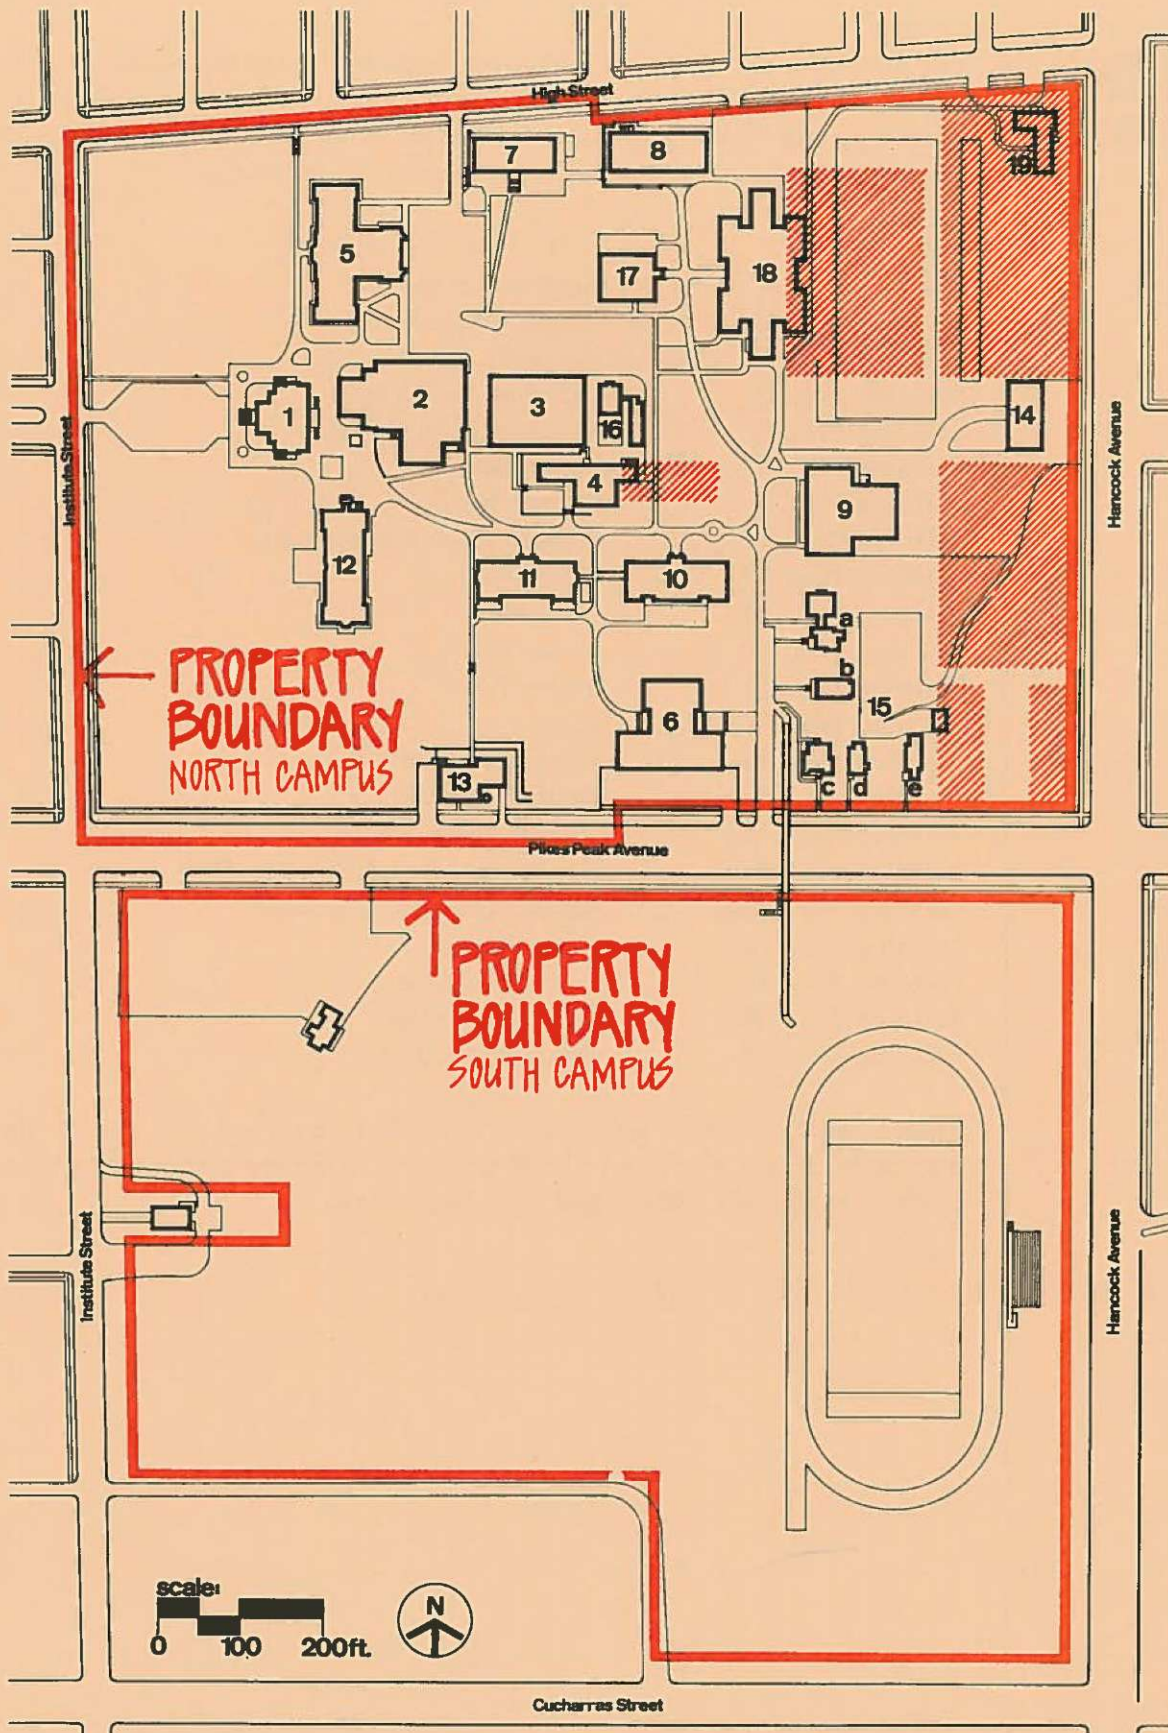 High Street
7
8
19
5
17
18
1
2
3
16
14
Institute Street
Hancock Avenue
4
9
12
11
10
a
b
15
6
c
d
e
13
PROPERTY
BOUNDARY
NORTH CAMPUS
Pikes Peak Avenue
PROPERTY
BOUNDARY
SOUTH CAMPUS
Institute Street
Hancock Avenue
scale:
0 100 200ft.
N
Cucharras Street